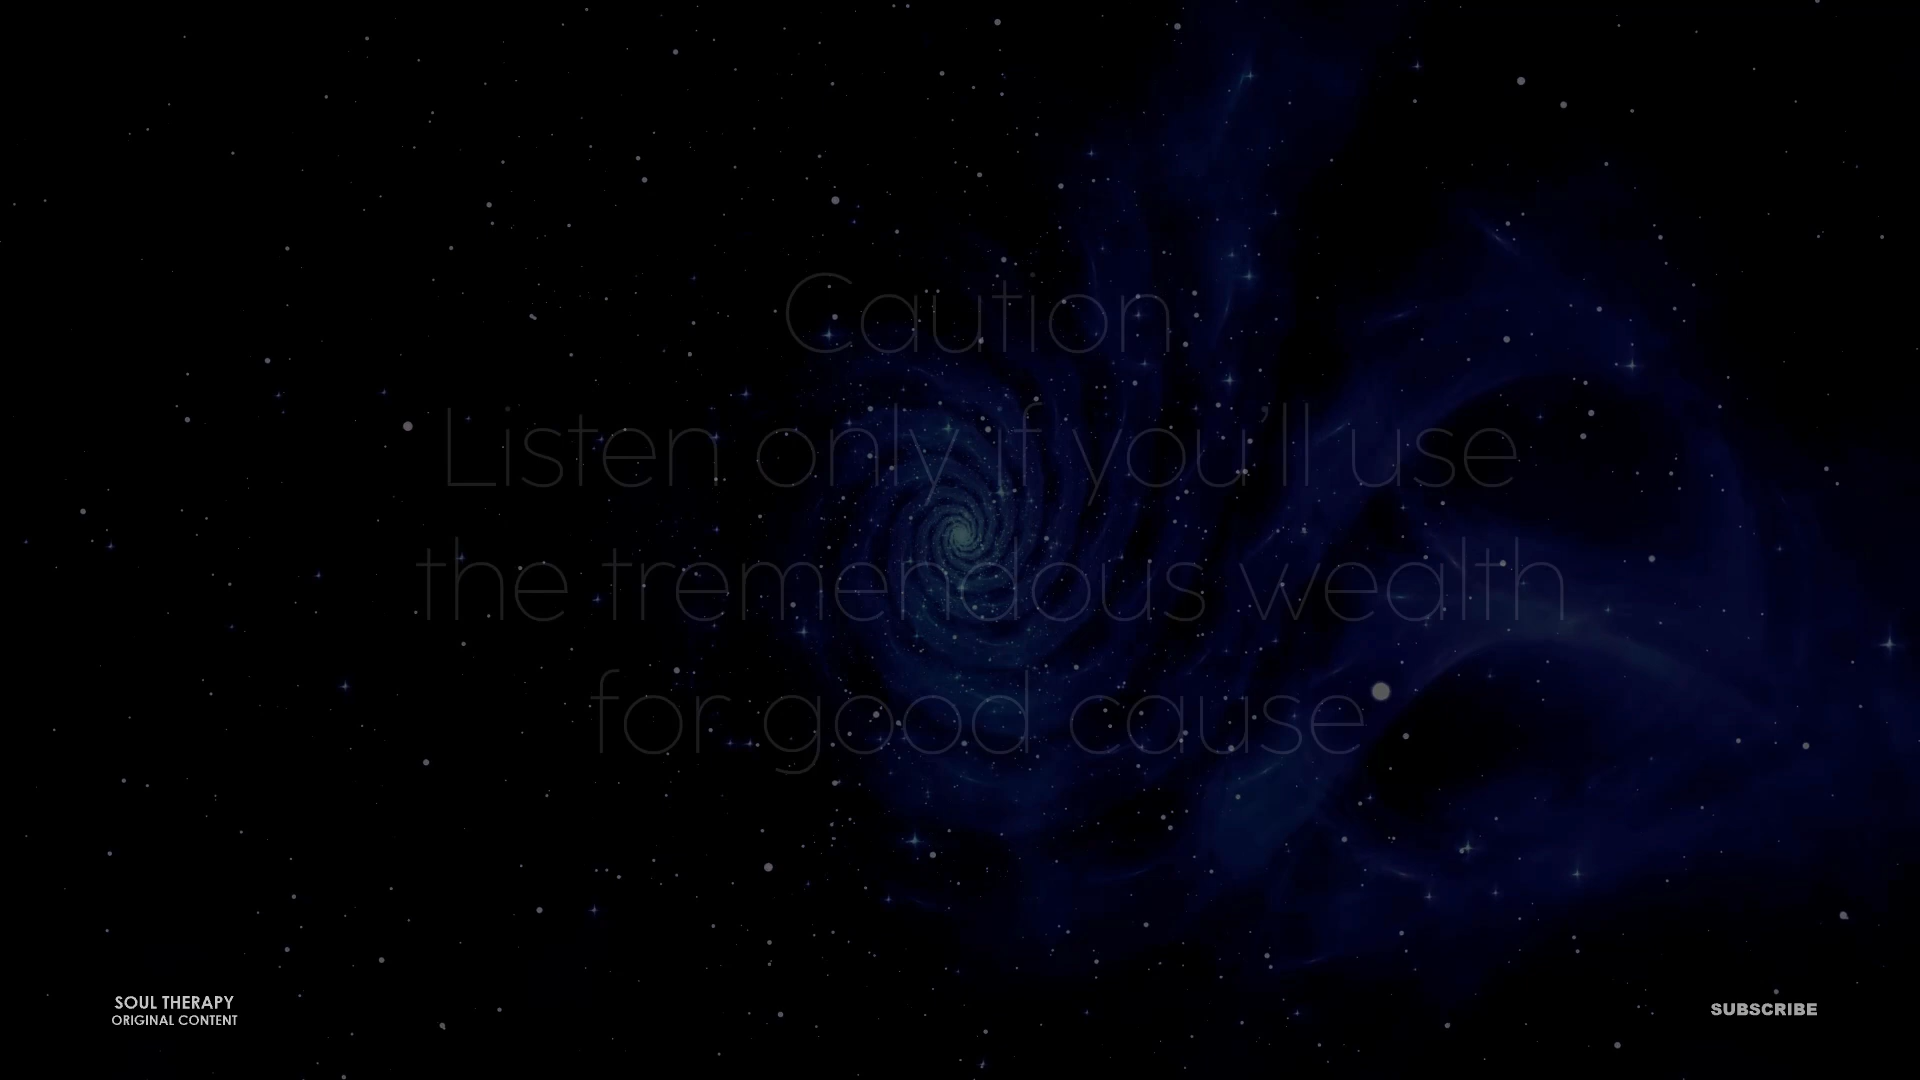 Caution
Listen only if you’ll use
the tremendous wealth
for good cause
SOUL THERAPY
ORIGINAL CONTENT
SUBSCRIBE